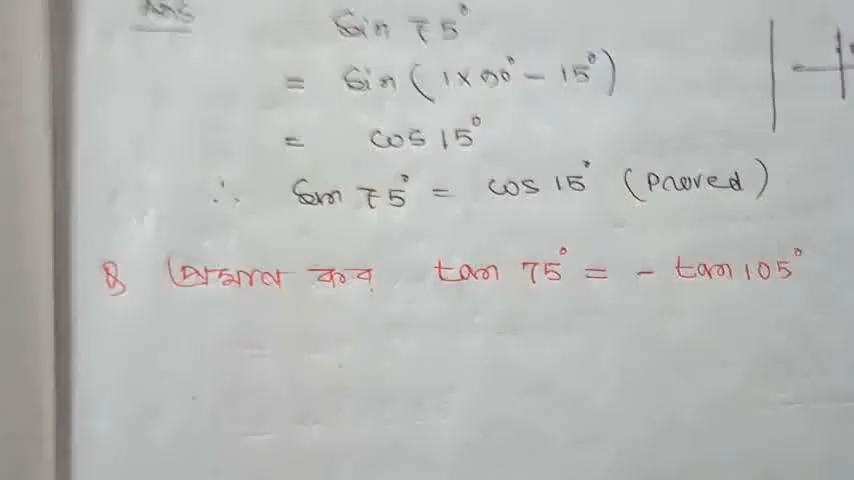 Ans
Sin 75°
= Sin (1×90° - 15°)
= cos 15°
∴ Sin 75° = cos 15° (Proved)
Q প্রমাণ কর tan 75° = - tan 105°